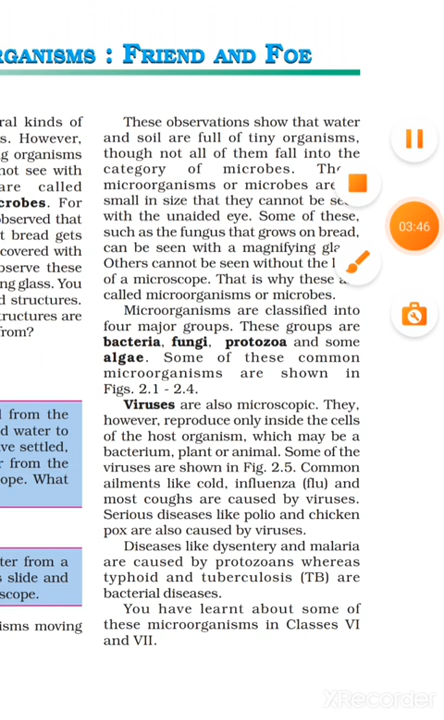 RGANISMS : FRIEND AND FOE
ral kinds of
s. However,
g organisms
not see with
are called
crobes. For
observed that
t bread gets
covered with
bserve these
ng glass. You
d structures.
tructures are
from?
l from the
d water to
ve settled,
r from the
ope. What
ter from a
s slide and
scope.
isms moving
These observations show that water
and soil are full of tiny organisms,
though not all of them fall into the
category of microbes.
microorganisms or microbes are
small in size that they cannot be
with the unaided eye. Some of these,
such as the fungus that grows on bread,
can be seen with a magnifying
Others cannot be seen without the
of a microscope. That is why these
called microorganisms or microbes.
Microorganisms are classified into
four major groups. These groups are
bacteria, fungi, protozoa and some
algae. Some of these common
microorganisms are shown in
Figs. 2.1 - 2.4.
Viruses are also microscopic. They,
however, reproduce only inside the cells
of the host organism, which may be a
bacterium, plant or animal. Some of the
viruses are shown in Fig. 2.5. Common
ailments like cold, influenza (flu) and
most coughs are caused by viruses.
Serious diseases like polio and chicken
pox are also caused by viruses.
Diseases like dysentery and malaria
are caused by protozoans whereas
typhoid and tuberculosis (TB) are
bacterial diseases.
You have learnt about some of
these microorganisms in Classes VI
and VII.
03:46
XRecorder